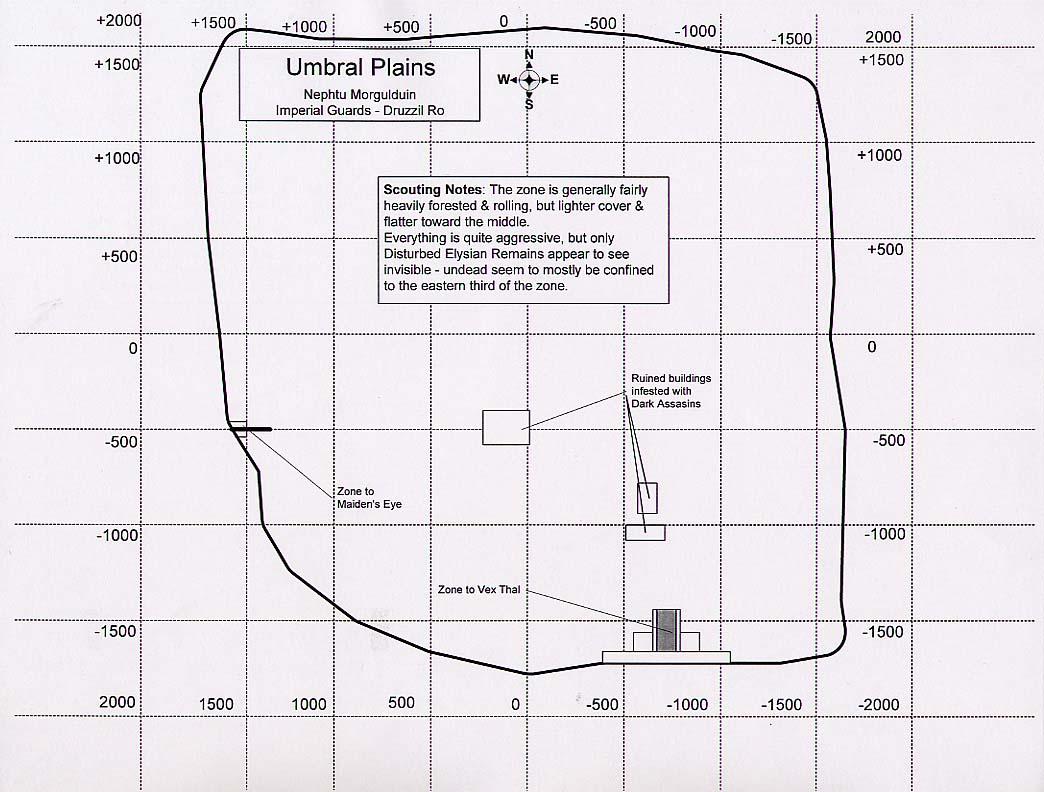 +2000 +1500 +1000 +500 0 -500 -1000 -1500 2000
+1500 +1500
Umbral Plains
Nephtu Morgulduin
Imperial Guards - Druzzil Ro
N
W E
S
+1000 +1000
Scouting Notes: The zone is generally fairly
heavily forested & rolling, but lighter cover &
flatter toward the middle.
Everything is quite aggressive, but only
Disturbed Elysian Remains appear to see
invisible - undead seem to mostly be confined
to the eastern third of the zone.
+500 +500
0 0
Ruined buildings
infested with
Dark Assasins
-500 -500
Zone to
Maiden's Eye
-1000 -1000
Zone to Vex Thal
-1500 -1500
2000 1500 1000 500 0 -500 -1000 -1500 -2000